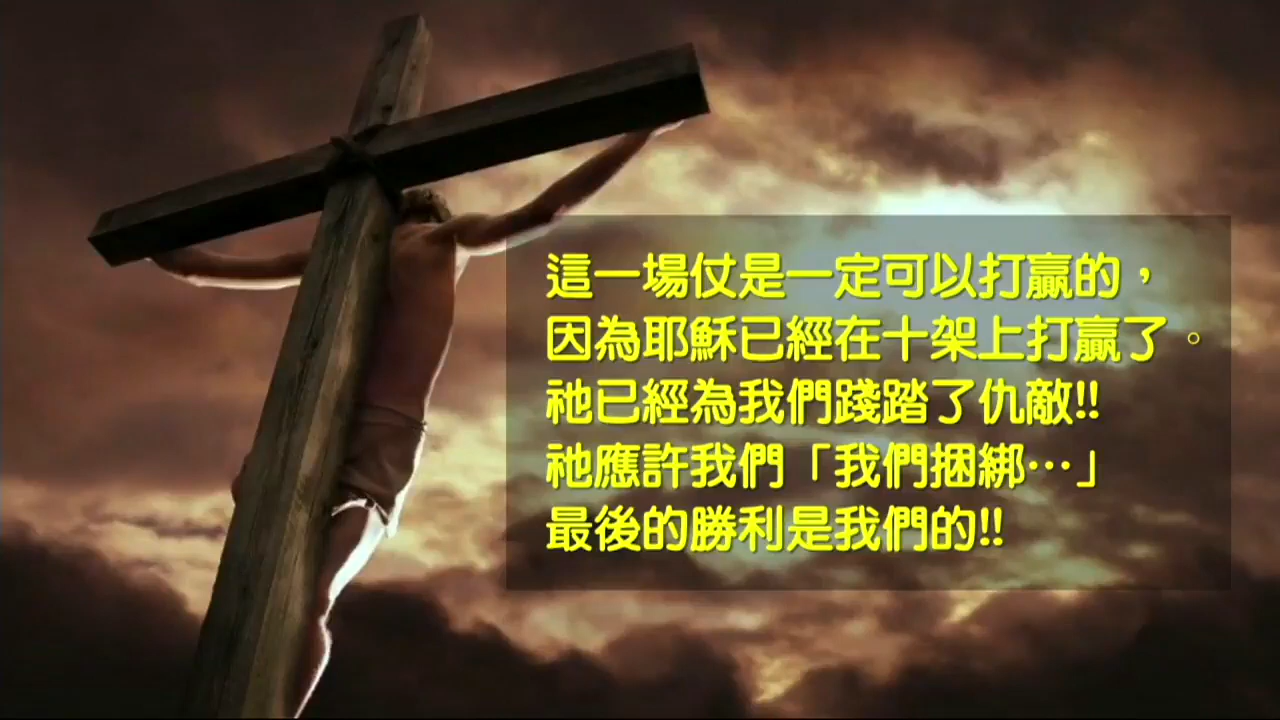 這一場仗是一定可以打贏的，
因為耶穌已經在十架上打贏了。
祂已經為我們踐踏了仇敵!!
祂應許我們「我們捆綁…」
最後的勝利是我們的!!